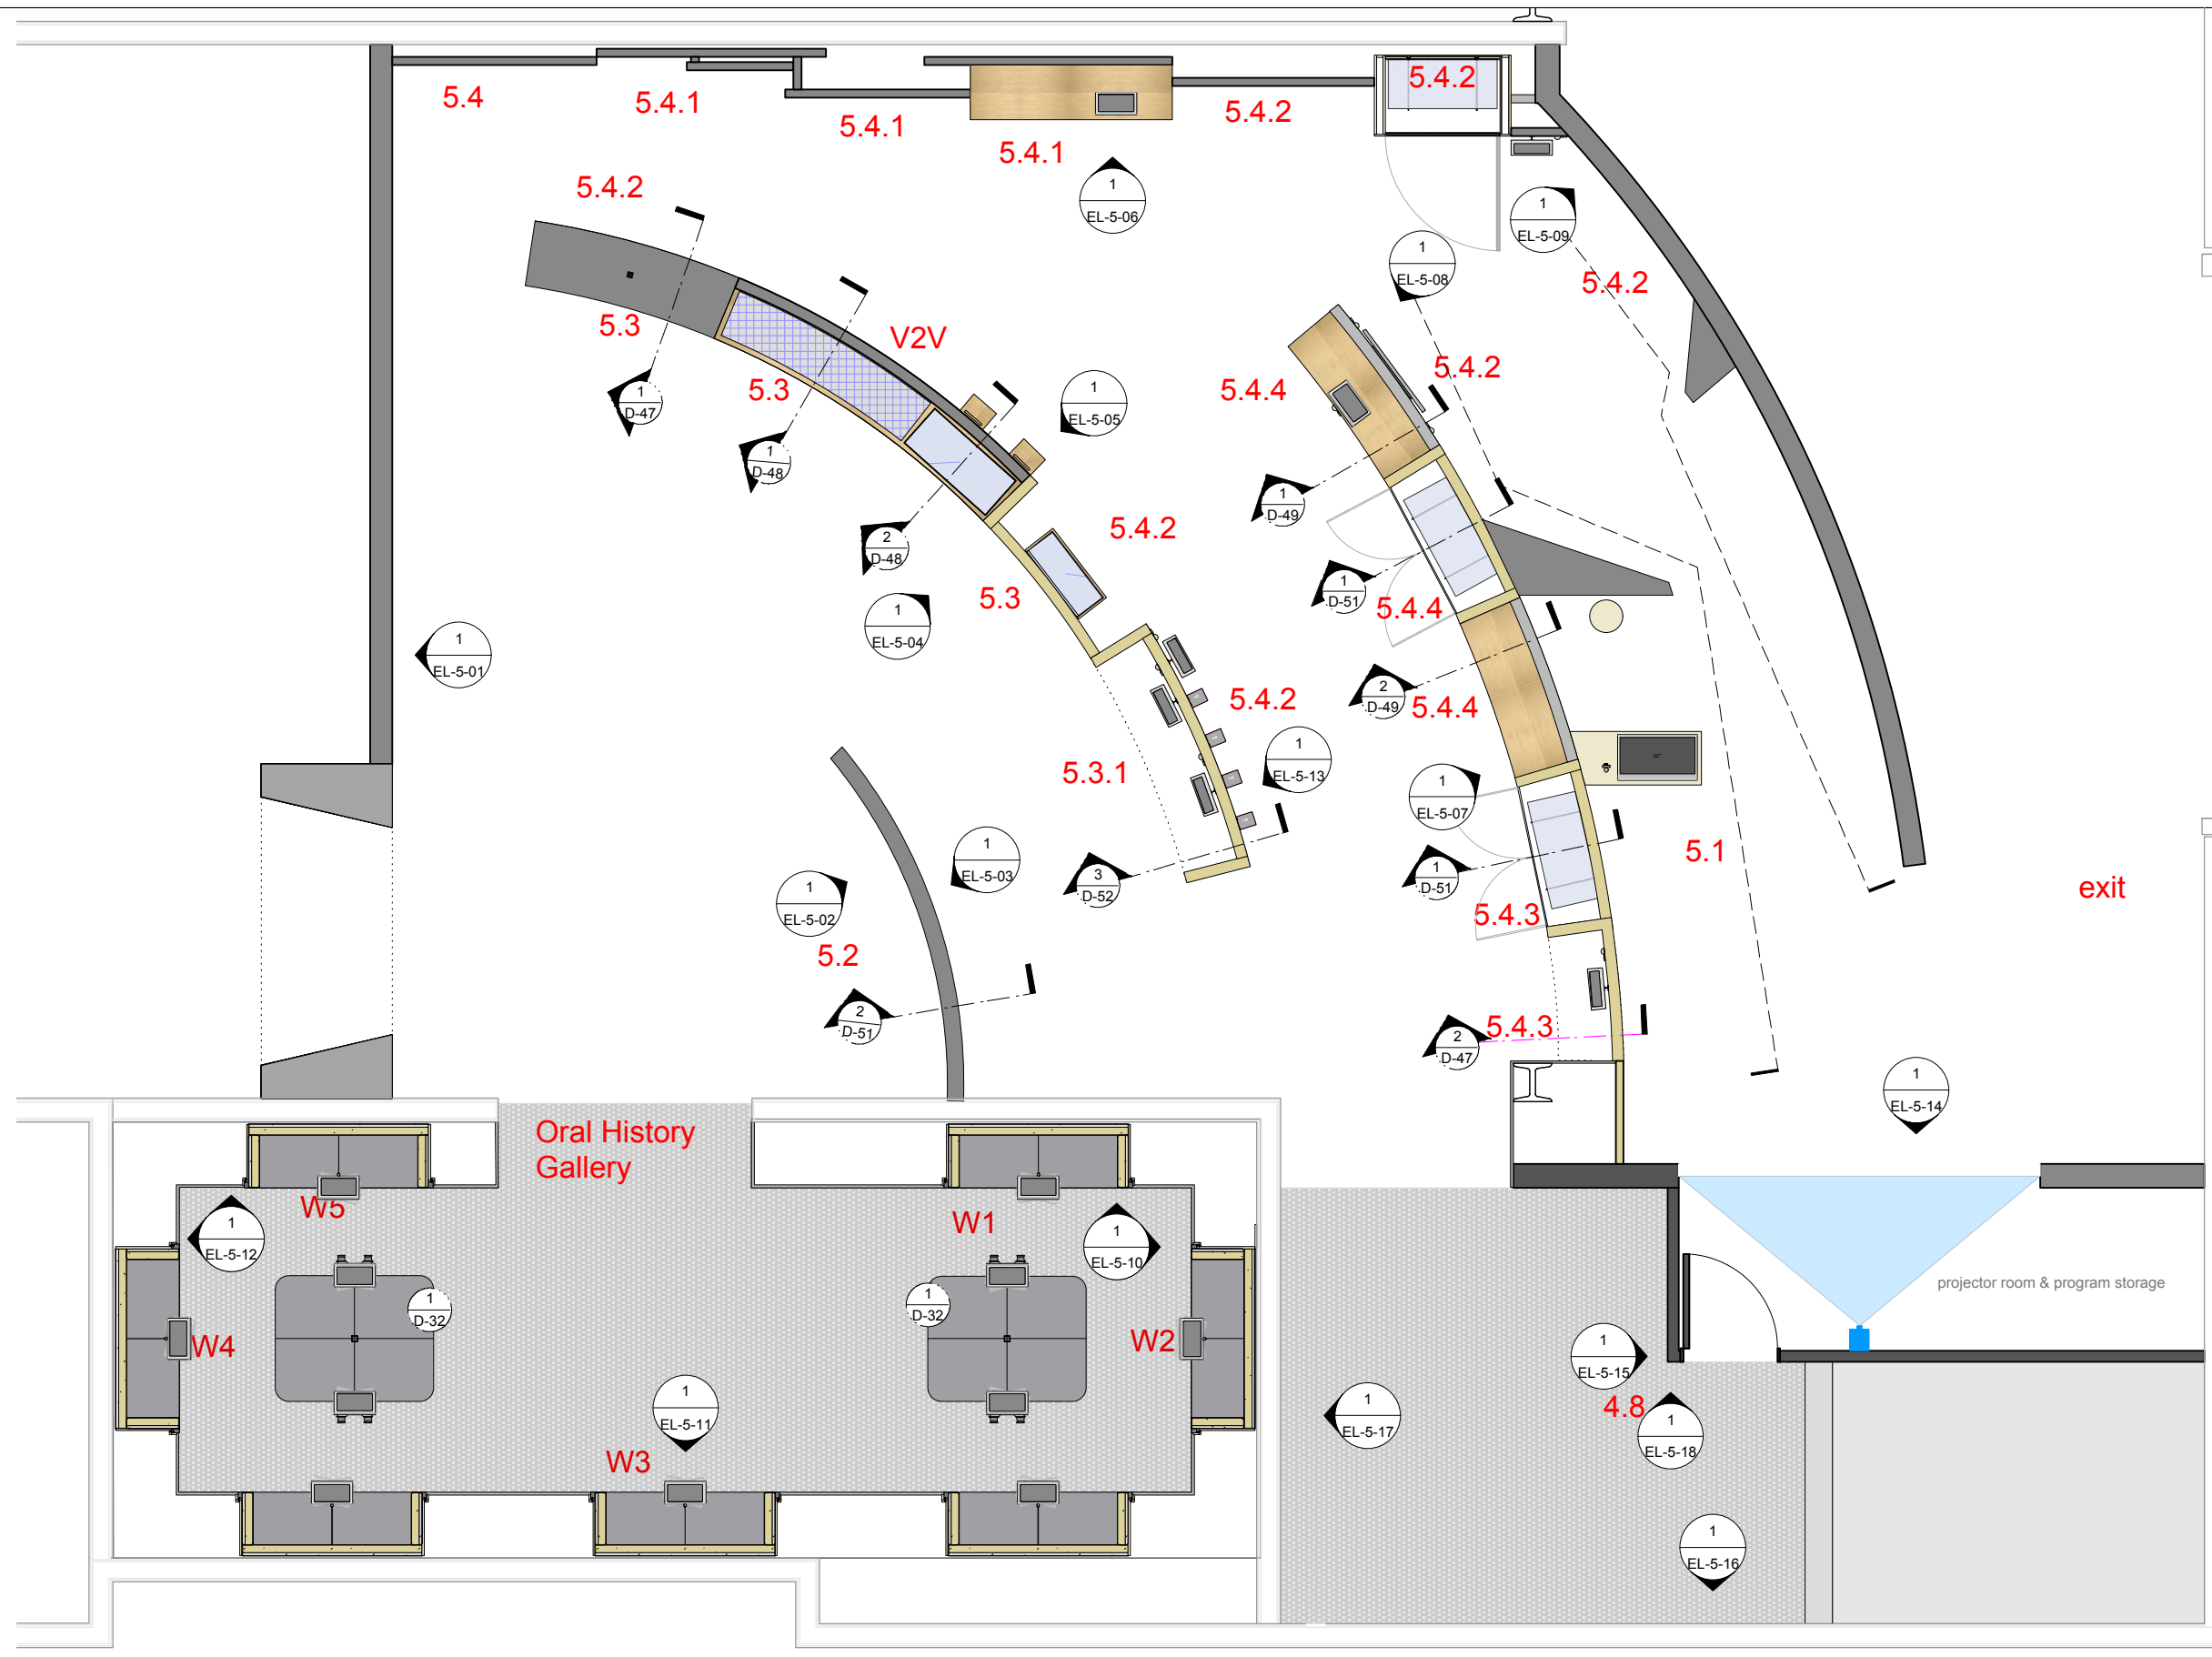 5.4
5.4.1
5.4.1
5.4.1
5.4.2
5.4.2
1
EL-5-06
1
EL-5-09
5.4.2
5.4.2
1
EL-5-08
5.3
V2V
5.3
1
D-47
1
D-48
1
EL-5-05
5.4.4
5.4.2
1
D-49
2
D-48
5.4.2
5.3
1
EL-5-04
1
D-51
5.4.4
1
EL-5-01
2
D-49
5.4.4
5.4.2
1
EL-5-13
5.3.1
1
EL-5-07
5.1
exit
1
EL-5-03
3
D-52
1
D-51
5.4.3
1
EL-5-02
5.2
2
D-51
5.4.3
2
D-47
1
EL-5-14
Oral History
Gallery
W5
W1
1
EL-5-12
1
EL-5-10
projector room & program storage
1
D-32
1
D-32
W4
W2
1
EL-5-15
4.8
1
EL-5-11
1
EL-5-17
1
EL-5-18
W3
1
EL-5-16